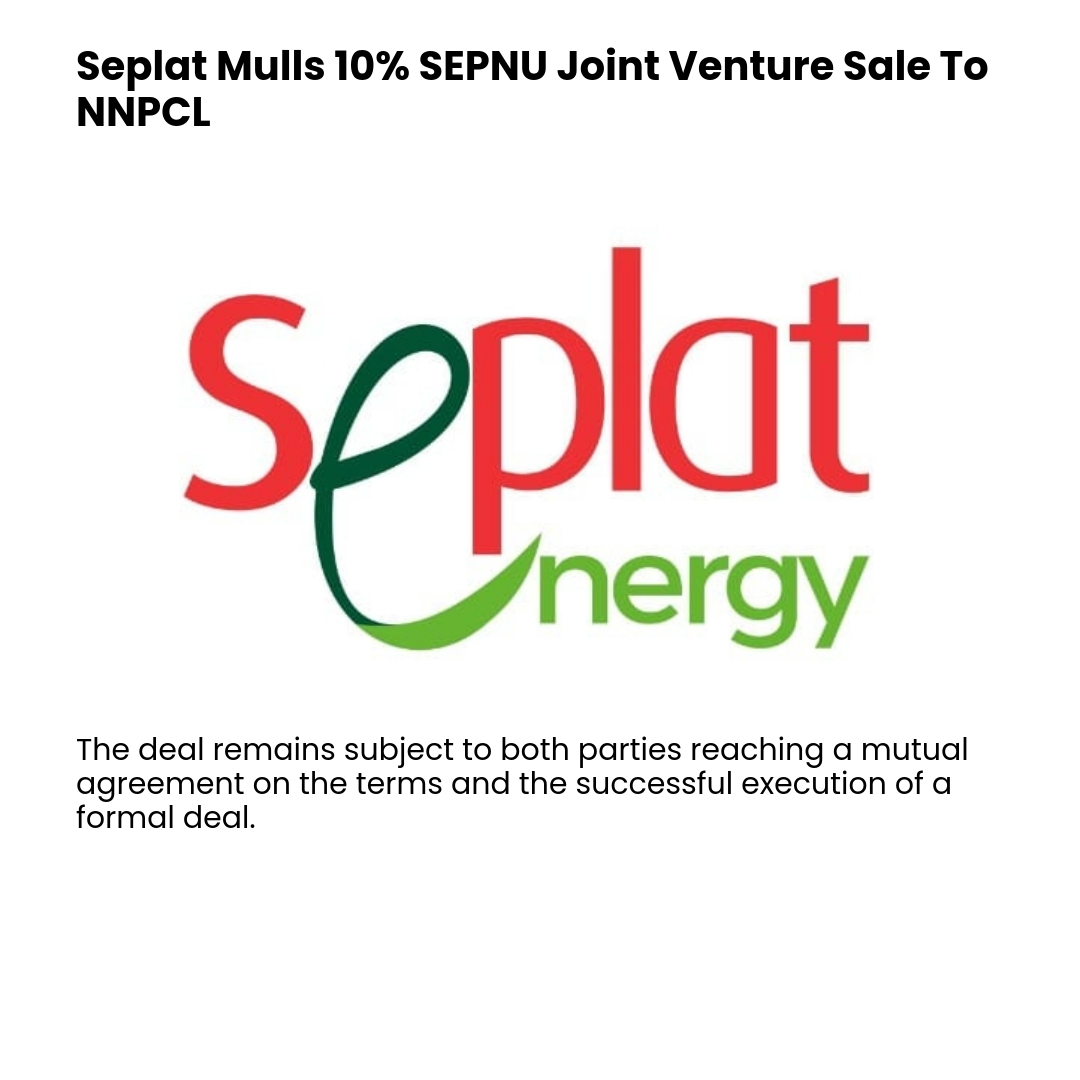 Seplat Mulls 10% SEPNU Joint Venture Sale To
NNPCL
Seplat
energy
The deal remains subject to both parties reaching a mutual
agreement on the terms and the successful execution of a
formal deal.